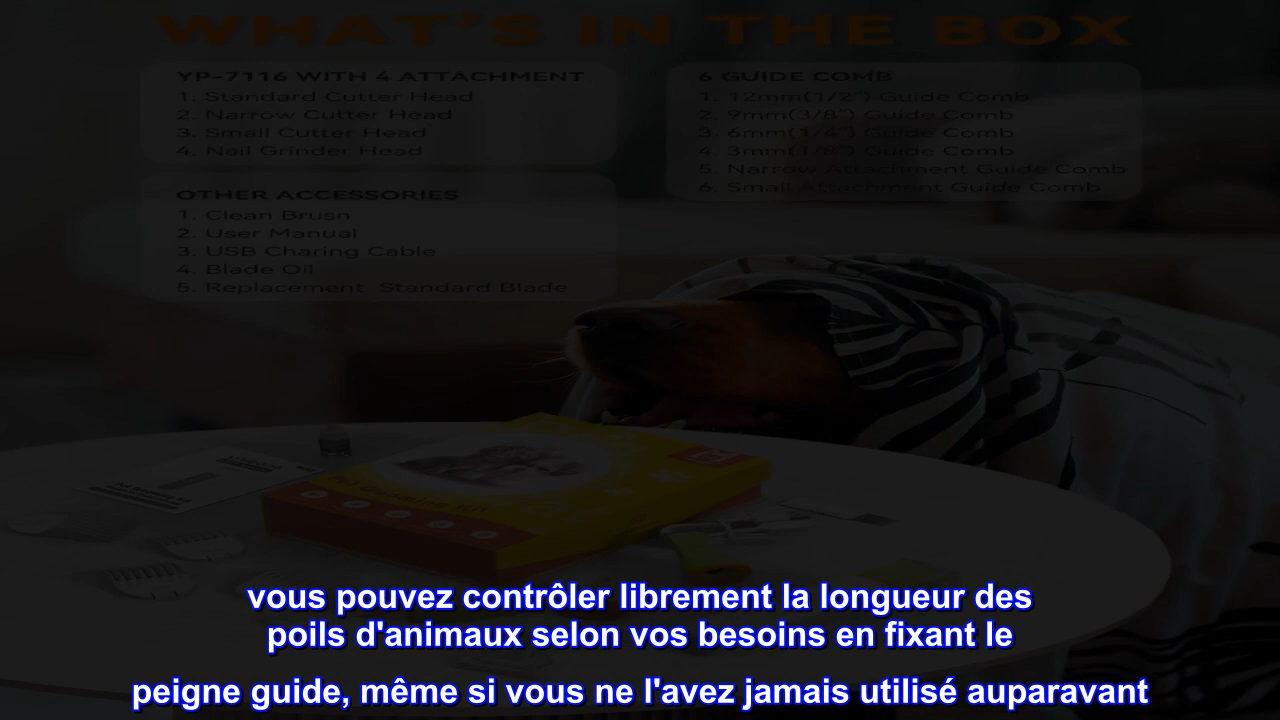 WHAT'S IN THE BOX
YP-7116 WITH 4 ATTACHMENT
1. Standard Cutter Head
2. Narrow Cutter Head
3. Small Cutter Head
4. Nail Grinder Head
OTHER ACCESSORIES
1. Clean Brusn
2. User Manual
3. USB Charing Cable
4. Blade Oil
5. Replacement Standard Blade
6 GUIDE COMB
1. 12mm(1/2") Guide Comb
2. 9mm(3/8") Guide Comb
3. 6mm(1/4") Guide Comb
4. 3mm(1/8") Guide Comb
5. Narrow Attachment Guide Comb
6. Small Attachment Guide Comb
Pet Grooming Kit
vous pouvez contrôler librement la longueur des
poils d'animaux selon vos besoins en fixant le
peigne guide, même si vous ne l'avez jamais utilisé auparavant